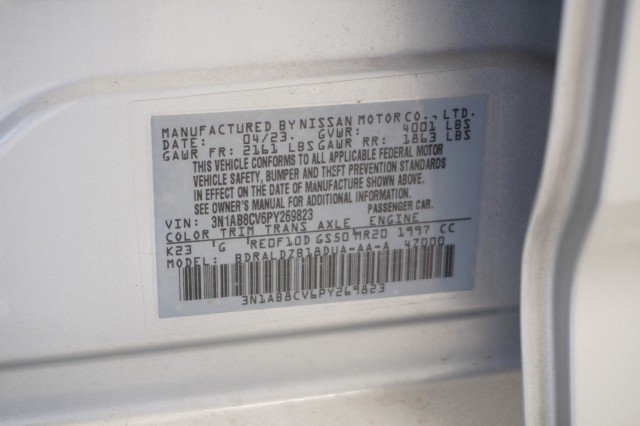 MANUFACTURED BY NISSAN MOTOR CO., LTD.
DATE: 04/23. GVWR: 4001 LBS
GAWR FR: 2161 LBS GAWR RR: 1863 LBS
THIS VEHICLE CONFORMS TO ALL APPLICABLE FEDERAL MOTOR
VEHICLE SAFETY, BUMPER AND THEFT PREVENTION STANDARDS
IN EFFECT ON THE DATE OF MANUFACTURE SHOWN ABOVE.
SEE OWNER'S MANUAL FOR ADDITIONAL INFORMATION.
VIN: 3N1AB8CV6PY269823 PASSENGER CAR.
COLOR TRIM TRANS AXLE ENGINE
K23 G RE0F10D GS50 MR20 1997 CC
MODEL: BDRALDZB18DUA-AA-A 47000
3N1AB8CV6PY269823